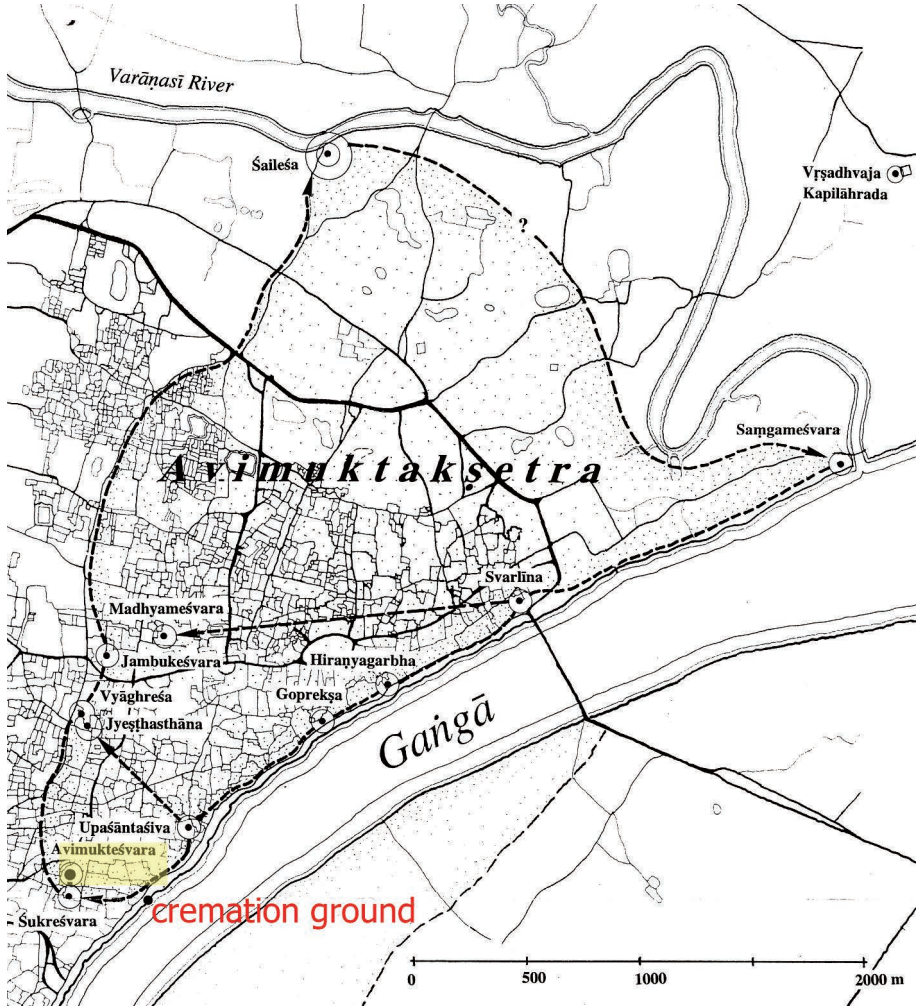 Varāṇasī River
Śaileśa
Vṛṣadhvaja
Kapilāhrada
?
Saṃgameśvara
Avimuktakṣetra
Svarlīna
Madhyameśvara
Jambukeśvara
Hiraṇyagarbha
Goprekṣa
Vyāghreśa
Jyeṣṭhasthāna
Gaṅgā
Upaśāntaśiva
Avimukteśvara
cremation ground
Śukreśvara
0 500 1000 2000 m